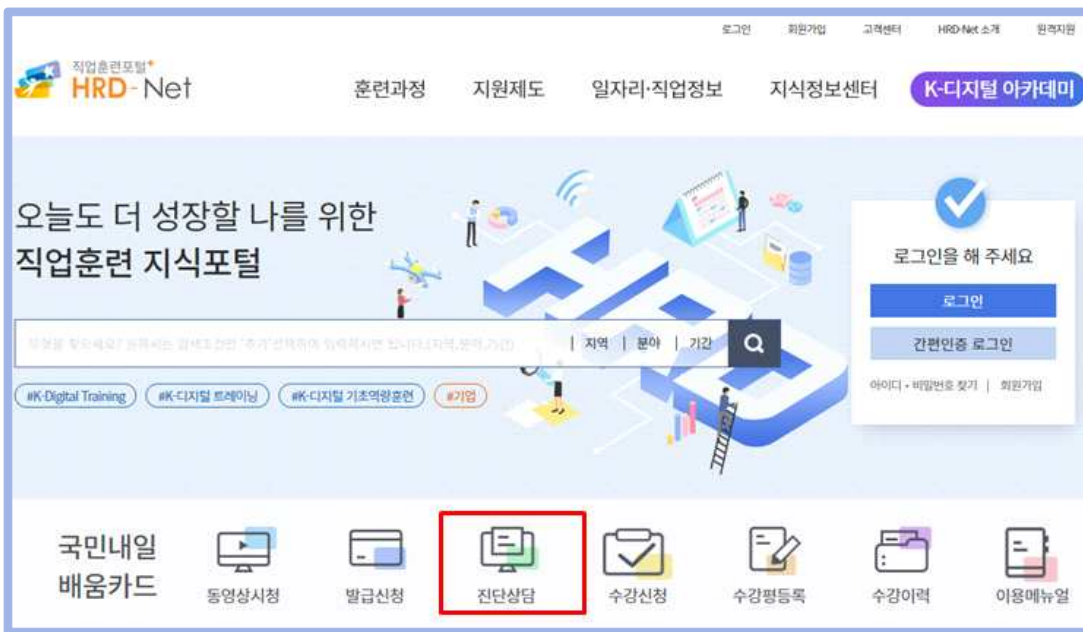 로그인 회원가입 고객센터 HRD-Net 소개 원격지원
직업훈련포털+
HRD-Net
훈련과정 지원제도 일자리·직업정보 지식정보센터 K-디지털 아카데미
오늘도 더 성장할 나를 위한
직업훈련 지식포털
| 지역 | 분야 | 기간
#K-Digital Training #K-디지털 트레이닝 #K-디지털 기초역량훈련 #기업
로그인을 해 주세요
로그인
간편인증 로그인
아이디 • 비밀번호 찾기 | 회원가입
국민내일
배움카드
동영상시청 발급신청 진단상담 수강신청 수강평등록 수강이력 이용메뉴얼